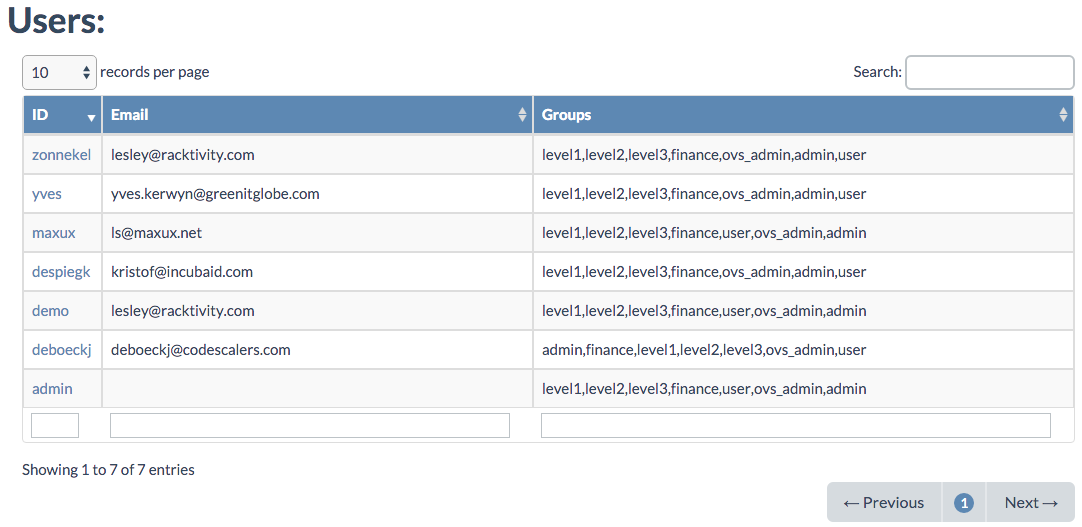 Users:
10 records per page Search:
ID Email Groups
zonnekel lesley@racktivity.com level1,level2,level3,finance,ovs_admin,admin,user
yves yves.kerwyn@greenitglobe.com level1,level2,level3,finance,ovs_admin,admin,user
maxux ls@maxux.net level1,level2,level3,finance,user,ovs_admin,admin
despiegk kristof@incubaid.com level1,level2,level3,finance,ovs_admin,admin,user
demo lesley@racktivity.com level1,level2,level3,finance,user,ovs_admin,admin
deboeckj deboeckj@codescalers.com admin,finance,level1,level2,level3,ovs_admin,user
admin level1,level2,level3,finance,user,ovs_admin,admin
Showing 1 to 7 of 7 entries
← Previous 1 Next →